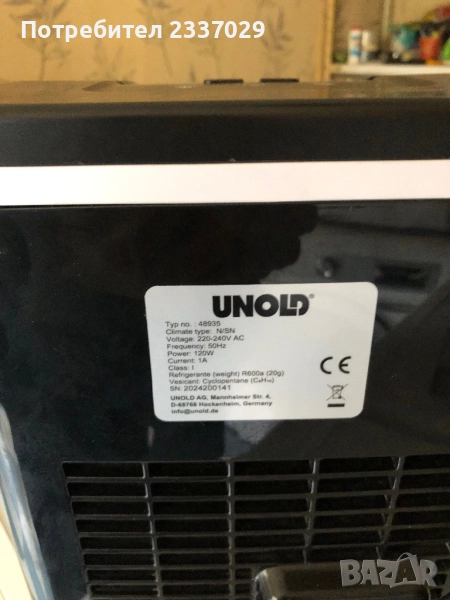 Потребител 2337029
UNOLD®
Typ no.: 48935
Climate type: N/SN
Voltage: 220-240V AC
Frequency: 50Hz
Power: 120W
Current: 1A
Class: I
Refrigerante (weight) R600a (20g)
Vesicant: Cyclopentane (C₅H₁₀)
SN 2024200141
UNOLD AG, Mannheimer Str. 4,
D-68766 Hockenheim, Germany
info@unold.de
CE
BAZAR